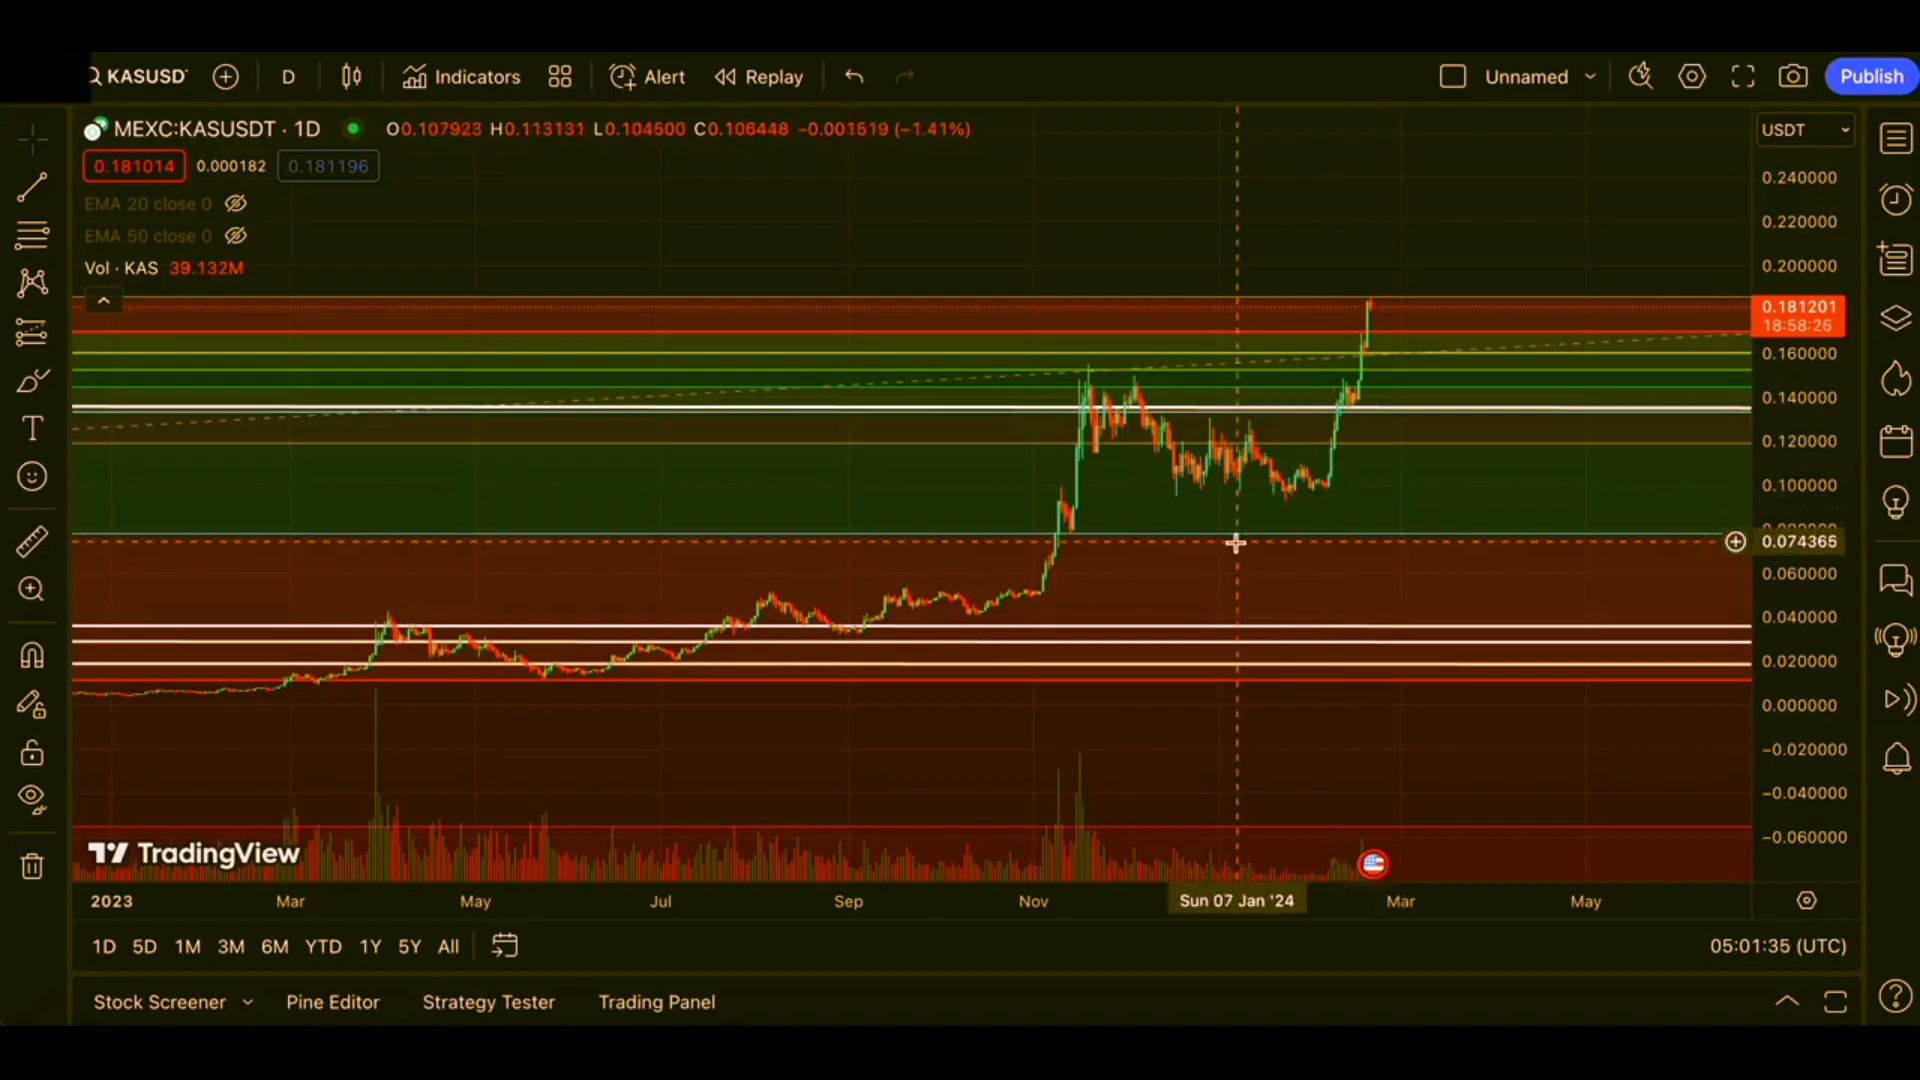 KASUSD D Indicators Alert Replay Unnamed Publish
MEXC:KASUSDT · 1D O0.107923 H0.113131 L0.104500 C0.106448 −0.001519 (−1.41%) USDT
0.181014 0.000182 0.181196
EMA 20 close 0
EMA 50 close 0
Vol · KAS 39.132M
0.240000
0.220000
0.200000
0.181201
18:58:26
0.160000
0.140000
0.120000
0.100000
0.074365
0.060000
0.040000
0.020000
0.000000
−0.020000
−0.040000
−0.060000
TradingView
2023 Mar May Jul Sep Nov Sun 07 Jan '24 Mar May
1D 5D 1M 3M 6M YTD 1Y 5Y All 05:01:35 (UTC)
Stock Screener Pine Editor Strategy Tester Trading Panel